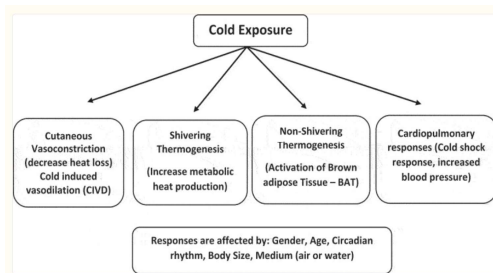 Cold Exposure
Cutaneous
Vasoconstriction
(decrease heat loss)
Cold induced
vasodilation (CIVD)
Shivering
Thermogenesis
(Increase metabolic
heat production)
Non-Shivering
Thermogenesis
(Activation of Brown
adipose Tissue – BAT)
Cardiopulmonary
responses (Cold shock
response, increased
blood pressure)
Responses are affected by: Gender, Age, Circadian
rhythm, Body Size, Medium (air or water)